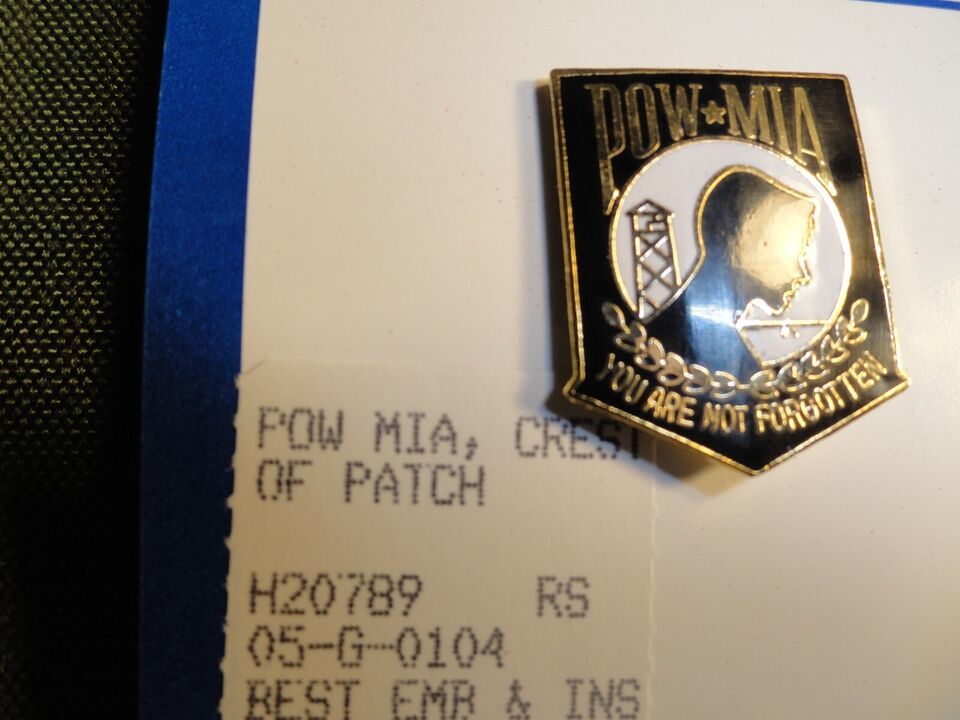 POW★MIA
YOU ARE NOT FORGOTTEN
POW MIA, CREST
OF PATCH
H20789 RS
05-G-0104
BEST EMB & INS